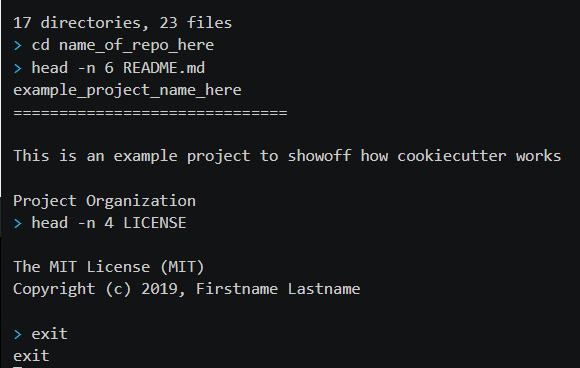 17 directories, 23 files
> cd name_of_repo_here
> head -n 6 README.md
example_project_name_here
==============================
This is an example project to showoff how cookiecutter works
Project Organization
> head -n 4 LICENSE
The MIT License (MIT)
Copyright (c) 2019, Firstname Lastname
> exit
exit